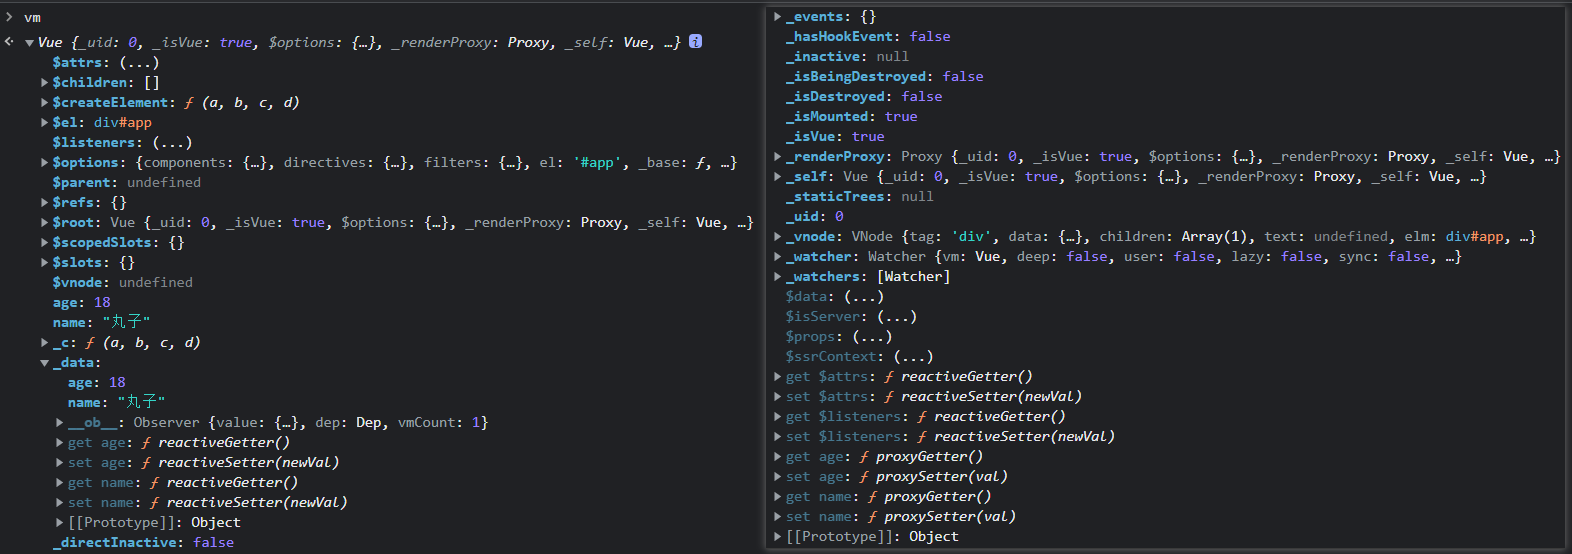 vm
Vue {_uid: 0, _isVue: true, $options: {…}, _renderProxy: Proxy, _self: Vue, …} i
$attrs: (...)
$children: []
$createElement: ƒ (a, b, c, d)
$el: div#app
$listeners: (...)
$options: {components: {…}, directives: {…}, filters: {…}, el: '#app', _base: ƒ, …}
$parent: undefined
$refs: {}
$root: Vue {_uid: 0, _isVue: true, $options: {…}, _renderProxy: Proxy, _self: Vue, …}
$scopedSlots: {}
$slots: {}
$vnode: undefined
age: 18
name: "丸子"
_c: ƒ (a, b, c, d)
_data:
age: 18
name: "丸子"
__ob__: Observer {value: {…}, dep: Dep, vmCount: 1}
get age: ƒ reactiveGetter()
set age: ƒ reactiveSetter(newVal)
get name: ƒ reactiveGetter()
set name: ƒ reactiveSetter(newVal)
[[Prototype]]: Object
_directInactive: false
_events: {}
_hasHookEvent: false
_inactive: null
_isBeingDestroyed: false
_isDestroyed: false
_isMounted: true
_isVue: true
_renderProxy: Proxy {_uid: 0, _isVue: true, $options: {…}, _renderProxy: Proxy, _self: Vue, …}
_self: Vue {_uid: 0, _isVue: true, $options: {…}, _renderProxy: Proxy, _self: Vue, …}
_staticTrees: null
_uid: 0
_vnode: VNode {tag: 'div', data: {…}, children: Array(1), text: undefined, elm: div#app, …}
_watcher: Watcher {vm: Vue, deep: false, user: false, lazy: false, sync: false, …}
_watchers: [Watcher]
$data: (...)
$isServer: (...)
$props: (...)
$ssrContext: (...)
get $attrs: ƒ reactiveGetter()
set $attrs: ƒ reactiveSetter(newVal)
get $listeners: ƒ reactiveGetter()
set $listeners: ƒ reactiveSetter(newVal)
get age: ƒ proxyGetter()
set age: ƒ proxySetter(val)
get name: ƒ proxyGetter()
set name: ƒ proxySetter(val)
[[Prototype]]: Object